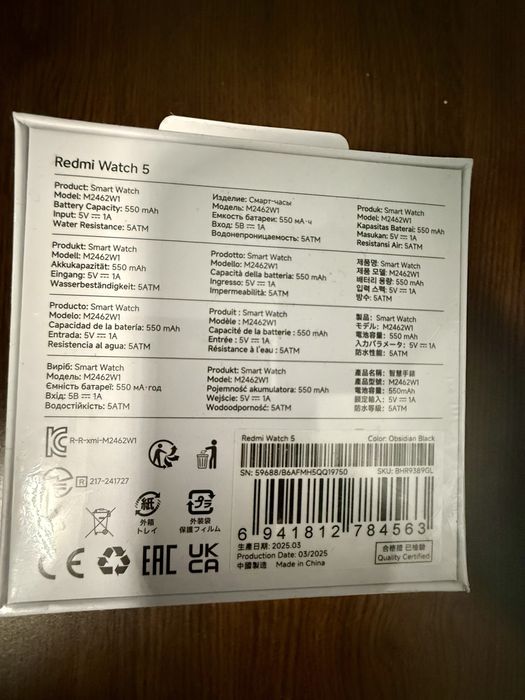 Redmi Watch 5
Product: Smart Watch
Model: M2462W1
Battery Capacity: 550 mAh
Input: 5V ⎓ 1A
Water Resistance: 5ATM
Изделие: Смарт-часы
Модель: M2462W1
Емкость батареи: 550 мА·ч
Вход: 5В ⎓ 1A
Водонепроницаемость: 5ATM
Produk: Smart Watch
Model: M2462W1
Kapasitas Baterai: 550 mAh
Masukan: 5V ⎓ 1A
Resistansi Air: 5ATM
Produkt: Smart Watch
Modell: M2462W1
Akkukapazität: 550 mAh
Eingang: 5V ⎓ 1A
Wasserbeständigkeit: 5ATM
Prodotto: Smart Watch
Modello: M2462W1
Capacità della batteria: 550 mAh
Ingresso: 5V ⎓ 1A
Impermeabilità: 5ATM
제품명: Smart Watch
제품 모델: M2462W1
배터리 용량: 550 mAh
입력 스펙: 5V ⎓ 1A
방수: 5ATM
Producto: Smart Watch
Modelo: M2462W1
Capacidad de la batería: 550 mAh
Entrada: 5V ⎓ 1A
Resistencia al agua: 5ATM
Produit : Smart Watch
Modèle : M2462W1
Capacité de la batterie : 550 mAh
Entrée : 5V ⎓ 1A
Résistance à l'eau : 5ATM
製品：Smart Watch
モデル：M2462W1
電池容量：550 mAh
入力パラメータ：5V ⎓ 1A
防水性能：5ATM
Виріб: Smart Watch
Модель: M2462W1
Ємність батареї: 550 мА·год
Вхід: 5В ⎓ 1A
Водостійкість: 5ATM
Produkt: Smart Watch
Model: M2462W1
Pojemność akumulatora: 550 mAh
Wejście: 5V ⎓ 1A
Wodoodporność: 5ATM
產品名稱：智慧手錶
產品型號：M2462W1
電池容量：550mAh
額定輸入：5V ⎓ 1A
防水等級：5ATM
R-R-xmi-M2462W1
R 217-241727
紙
外箱
トレイ
プラ
外装袋
保護フィルム
CE EAC UK
CA
Redmi Watch 5 Color: Obsidian Black
SN: 59688/B6AFMH5QQ19750 SKU: BHR9389GL
6 941812 784563
生產日期: 2025.03
Production Date: 03/2025
中國製造 Made in China
合格證 已檢驗
Quality Certified